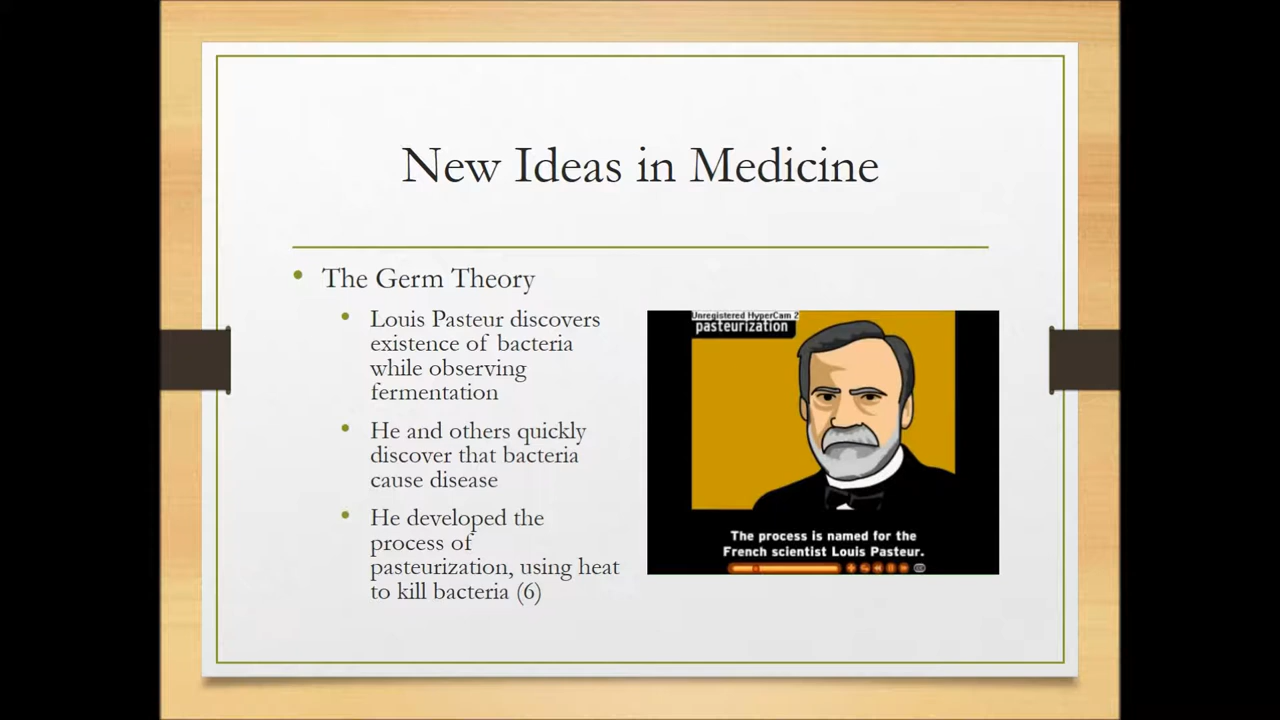 New Ideas in Medicine
• The Germ Theory
• Louis Pasteur discovers
existence of bacteria
while observing
fermentation
• He and others quickly
discover that bacteria
cause disease
• He developed the
process of
pasteurization, using heat
to kill bacteria (6)
Unregistered HyperCam 2
pasteurization
The process is named for the
French scientist Louis Pasteur.